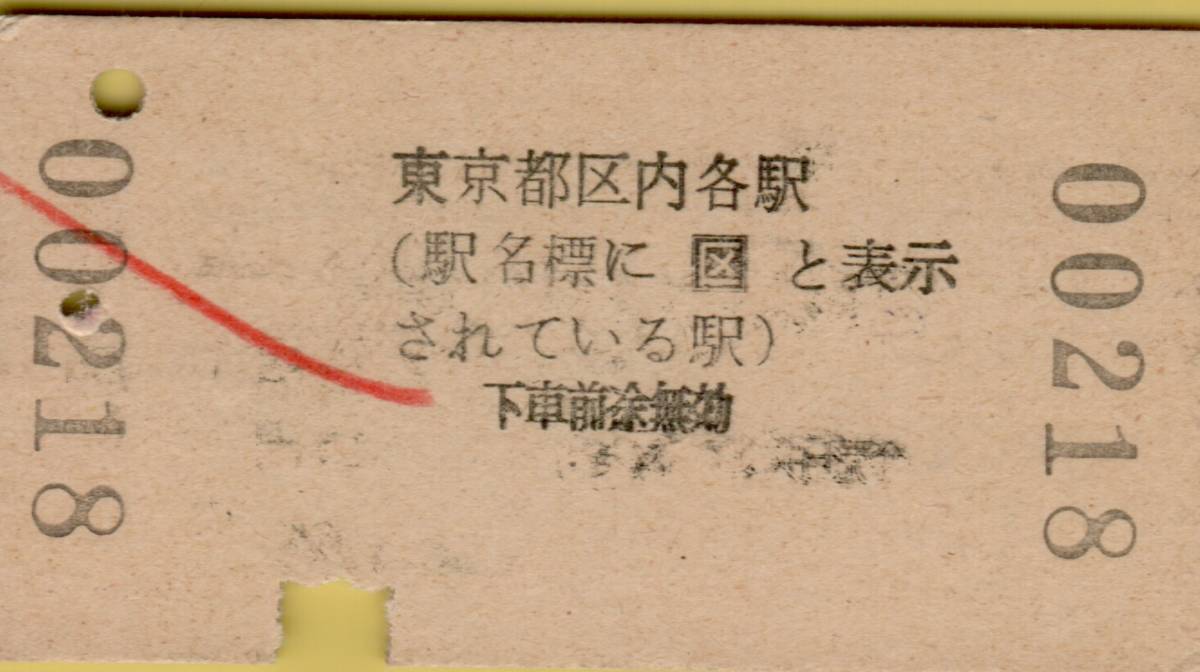 東京都区内各駅
(駅名標に 区 と表示
されている駅)
下車前途無効
00218
00218